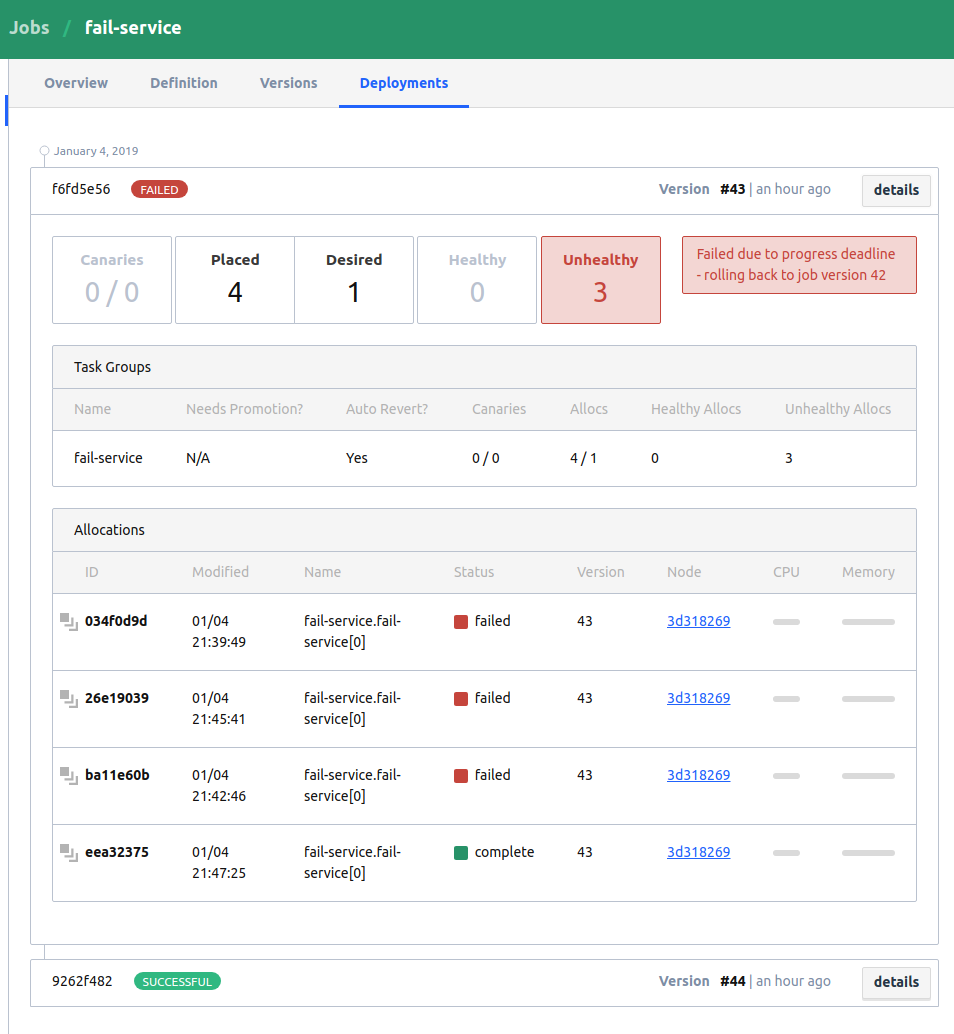 Jobs / fail-service
Overview Definition Versions Deployments
January 4, 2019
f6fd5e56 FAILED Version #43 | an hour ago details
Canaries Placed Desired Healthy Unhealthy
0 / 0 4 1 0 3
Failed due to progress deadline
- rolling back to job version 42
Task Groups
Name Needs Promotion? Auto Revert? Canaries Allocs Healthy Allocs Unhealthy Allocs
fail-service N/A Yes 0 / 0 4 / 1 0 3
Allocations
ID Modified Name Status Version Node CPU Memory
034f0d9d 01/04 fail-service.fail- failed 43 3d318269
21:39:49 service[0]
26e19039 01/04 fail-service.fail- failed 43 3d318269
21:45:41 service[0]
ba11e60b 01/04 fail-service.fail- failed 43 3d318269
21:42:46 service[0]
eea32375 01/04 fail-service.fail- complete 43 3d318269
21:47:25 service[0]
9262f482 SUCCESSFUL Version #44 | an hour ago details